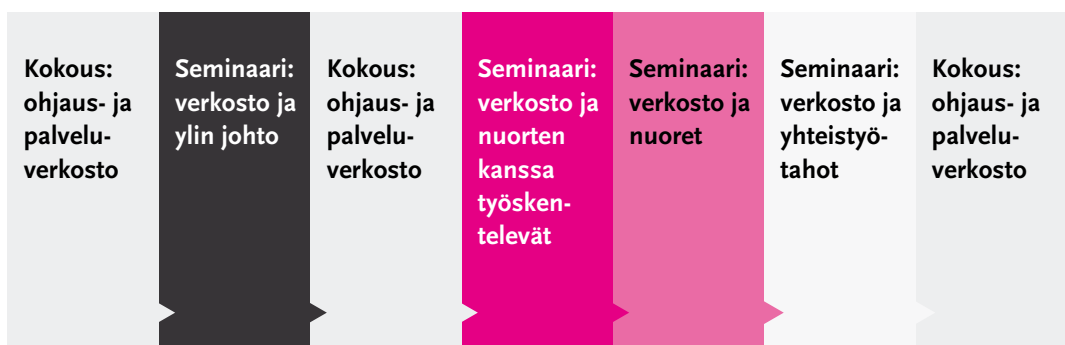 Kokous:
ohjaus- ja
palvelu-
verkosto
Seminaari:
verkosto ja
ylin johto
Kokous:
ohjaus- ja
palvelu-
verkosto
Seminaari:
verkosto ja
nuorten
kanssa
työsken-
televät
Seminaari:
verkosto ja
nuoret
Seminaari:
verkosto ja
yhteistyö-
tahot
Kokous:
ohjaus- ja
palvelu-
verkosto